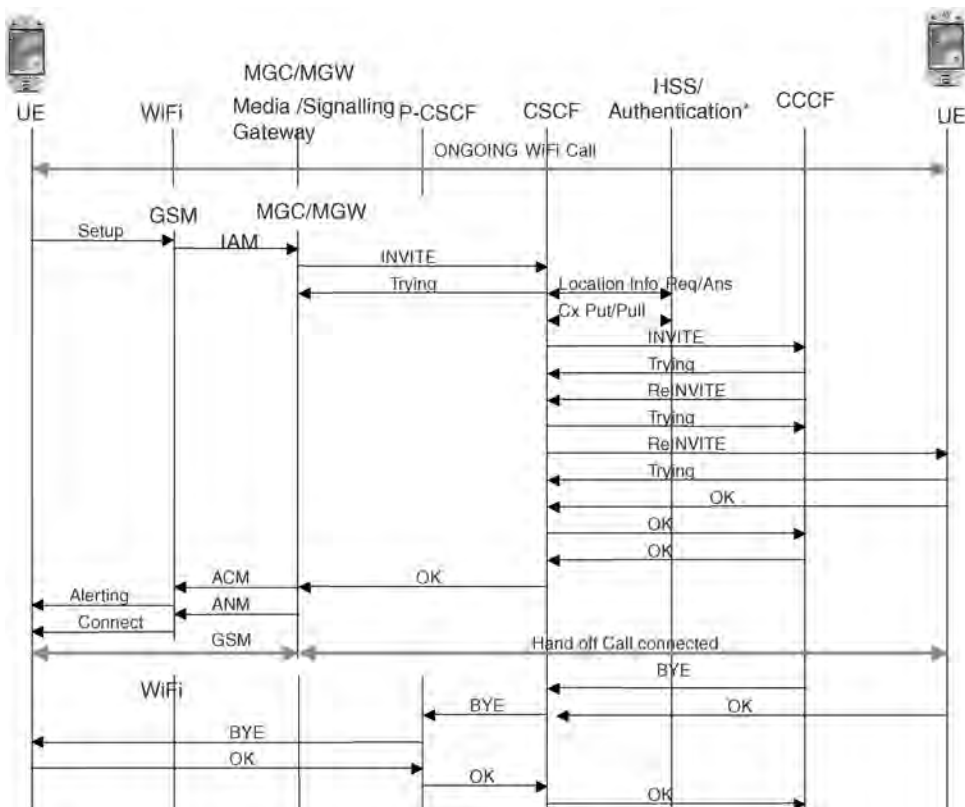 MGC/MGW
HSS/
UE WiFi Media /Signalling P-CSCF CSCF Authentication* CCCF UE
Gateway
ONGOING WiFi Call
GSM MGC/MGW
Setup IAM
INVITE
Trying Location Info Req/Ans
Cx Put/Pull
INVITE
Trying
ReINVITE
Trying
ReINVITE
Trying
OK
OK
OK
ACM OK
Alerting ANM
Connect
GSM Hand off Call connected
BYE
WiFi
BYE OK
BYE
OK
OK
OK